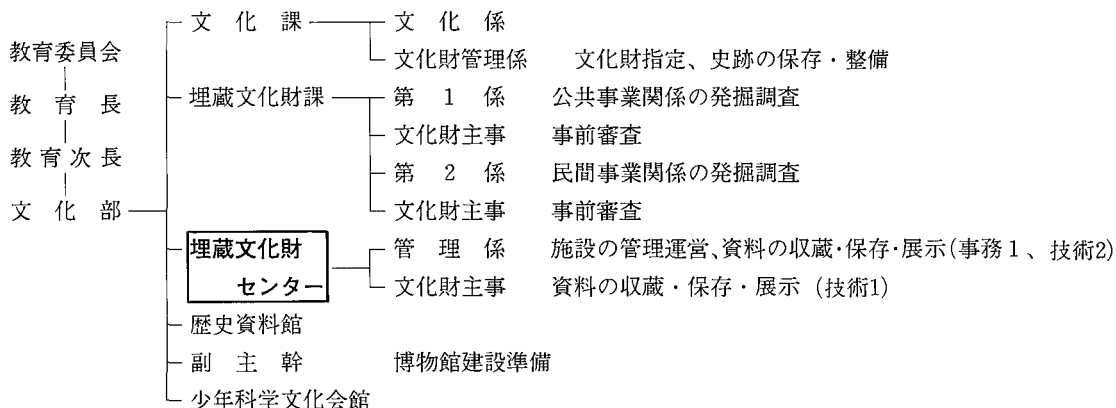 文化課 文化係
教育委員会
文化財管理係 文化財指定、史跡の保存・整備
教育長 埋蔵文化財課 第1係 公共事業関係の発掘調査
文化財主事 事前審査
教育次長 第2係 民間事業関係の発掘調査
文化部 文化財主事 事前審査
埋蔵文化財 管理係 施設の管理運営、資料の収蔵・保存・展示(事務1、技術2)
センター 文化財主事 資料の収蔵・保存・展示(技術1)
歴史資料館
副主幹 博物館建設準備
少年科学文化会館